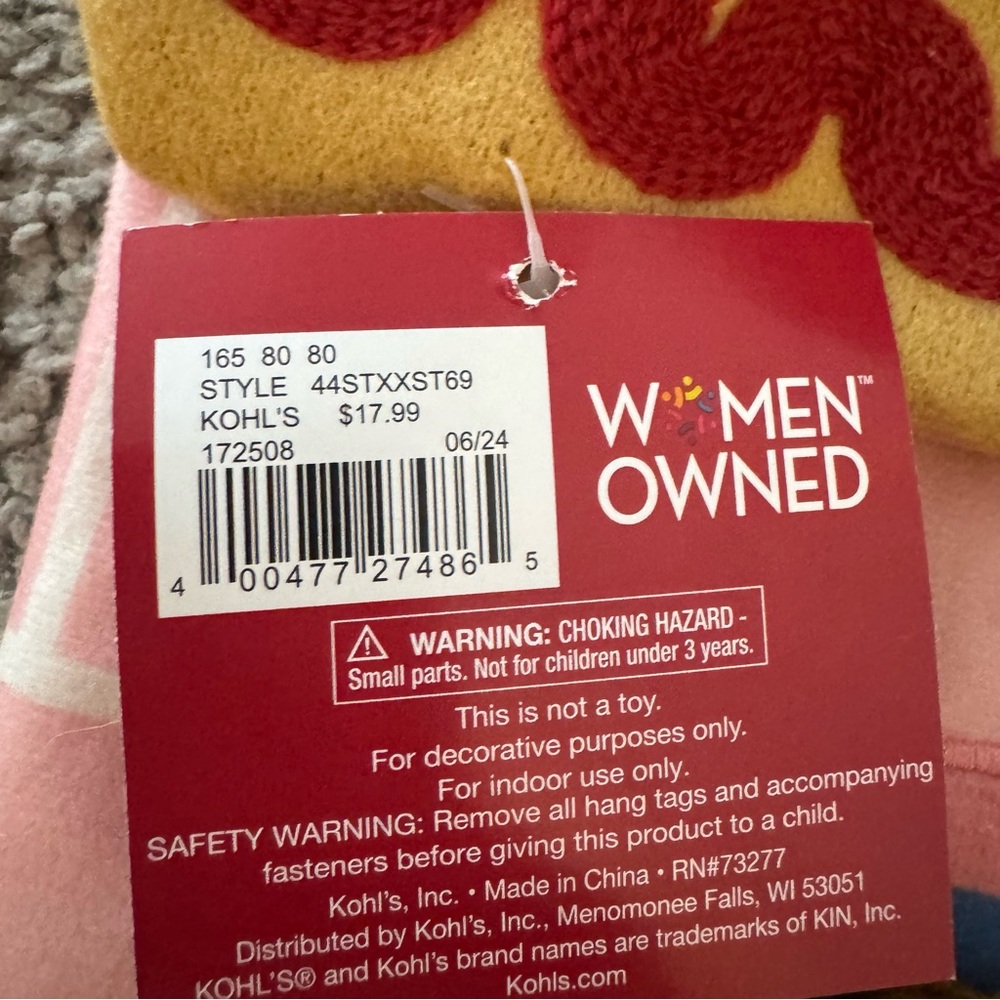 165 80 80
STYLE 44STXXST69
KOHL'S $17.99
172508 06/24
4 00477 27486 5
WOMEN™
OWNED
WARNING: CHOKING HAZARD -
Small parts. Not for children under 3 years.
This is not a toy.
For decorative purposes only.
For indoor use only.
SAFETY WARNING: Remove all hang tags and accompanying
fasteners before giving this product to a child.
Kohl's, Inc. • Made in China • RN#73277
Distributed by Kohl's, Inc., Menomonee Falls, WI 53051
KOHL'S® and Kohl's brand names are trademarks of KIN, Inc.
Kohls.com